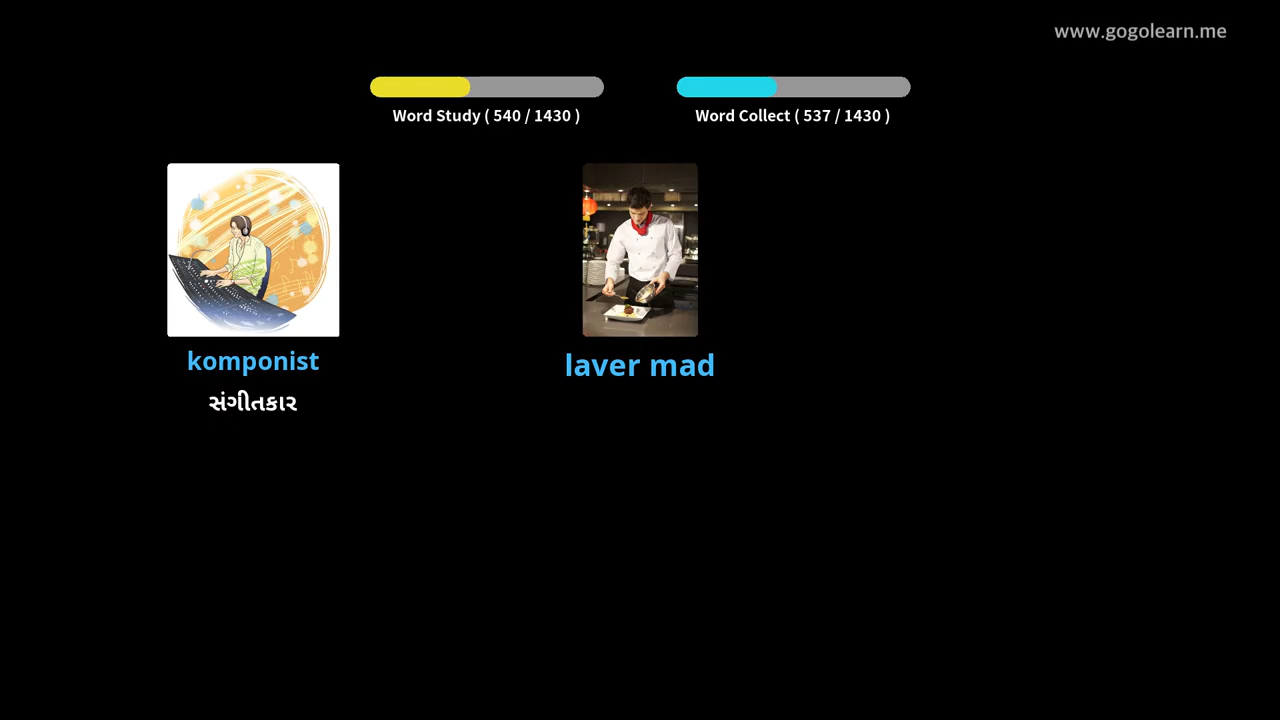 www.gogolearn.me
Word Study ( 540 / 1430 )
Word Collect ( 537 / 1430 )
komponist
સંગીતકાર
laver mad